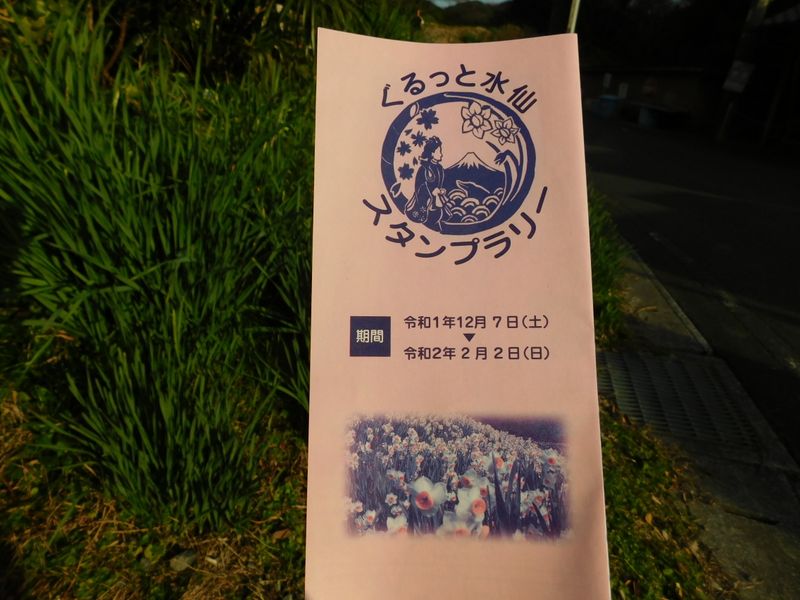 ぐるっと水仙
スタンプラリー
期間
令和1年12月7日(土)
▼
令和2年2月2日(日)